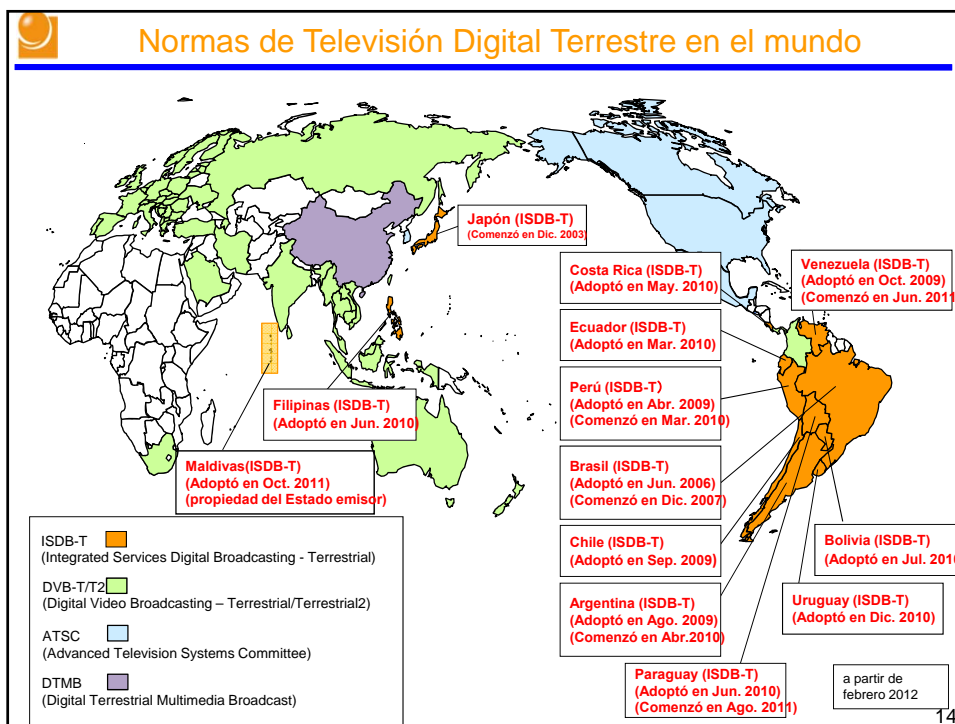 Normas de Televisión Digital Terrestre en el mundo
Japón (ISDB-T)
(Comenzó en Dic. 2003)
Costa Rica (ISDB-T)
(Adoptó en May. 2010)
Venezuela (ISDB-T)
(Adoptó en Oct. 2009)
(Comenzó en Jun. 2011
Ecuador (ISDB-T)
(Adoptó en Mar. 2010)
Perú (ISDB-T)
(Adoptó en Abr. 2009)
(Comenzó en Mar. 2010)
Filipinas (ISDB-T)
(Adoptó en Jun. 2010)
Maldivas(ISDB-T)
(Adoptó en Oct. 2011)
(propiedad del Estado emisor)
Brasil (ISDB-T)
(Adoptó en Jun. 2006)
(Comenzó en Dic. 2007)
Chile (ISDB-T)
(Adoptó en Sep. 2009)
Bolivia (ISDB-T)
(Adoptó en Jul. 2010
Argentina (ISDB-T)
(Adoptó en Ago. 2009)
(Comenzó en Abr.2010)
Uruguay (ISDB-T)
(Adoptó en Dic. 2010)
Paraguay (ISDB-T)
(Adoptó en Jun. 2010)
(Comenzó en Ago. 2011)
ISDB-T
(Integrated Services Digital Broadcasting - Terrestrial)
DVB-T/T2
(Digital Video Broadcasting – Terrestrial/Terrestrial2)
ATSC
(Advanced Television Systems Committee)
DTMB
(Digital Terrestrial Multimedia Broadcast)
a partir de
febrero 2012
14